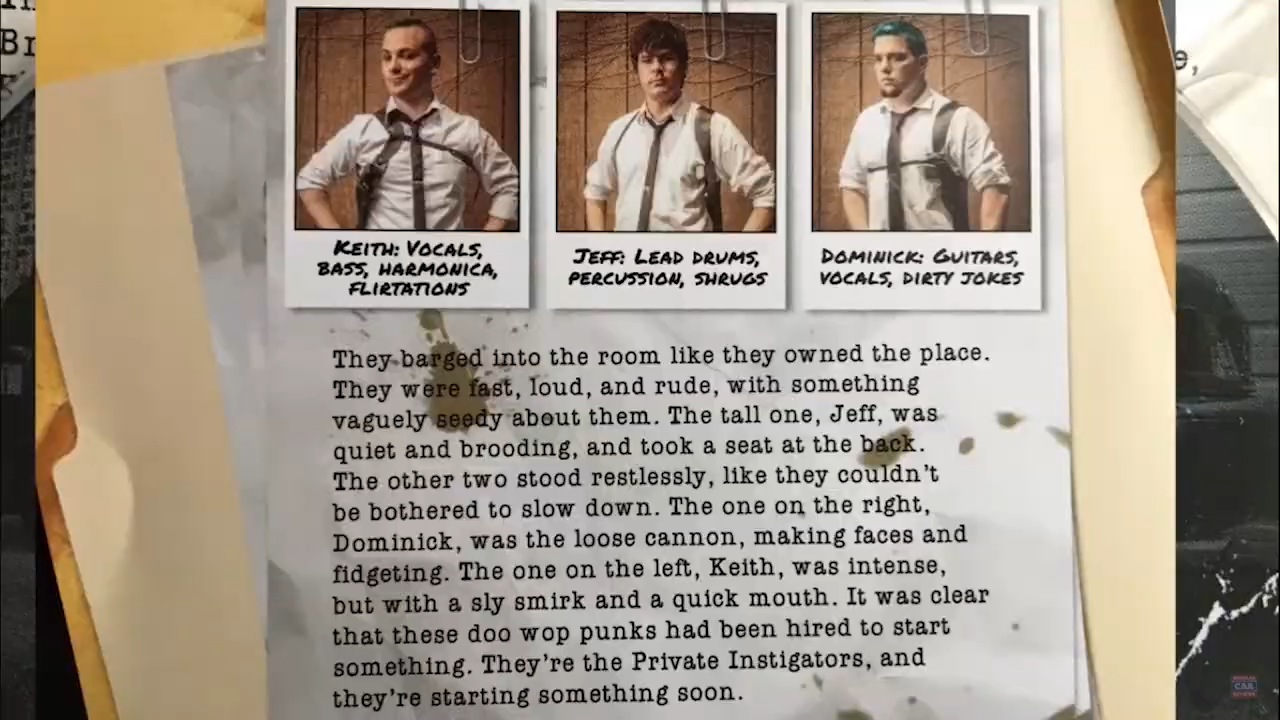 Br
e,
KEITH: VOCALS,
BASS, HARMONICA,
FLIRTATIONS
JEFF: LEAD DRUMS,
PERCUSSION, SHRUGS
DOMINICK: GUITARS,
VOCALS, DIRTY JOKES
They barged into the room like they owned the place.
They were fast, loud, and rude, with something
vaguely seedy about them. The tall one, Jeff, was
quiet and brooding, and took a seat at the back.
The other two stood restlessly, like they couldn't
be bothered to slow down. The one on the right,
Dominick, was the loose cannon, making faces and
fidgeting. The one on the left, Keith, was intense,
but with a sly smirk and a quick mouth. It was clear
that these doo wop punks had been hired to start
something. They're the Private Instigators, and
they're starting something soon.
REGULAR
CAR
REVIEWS